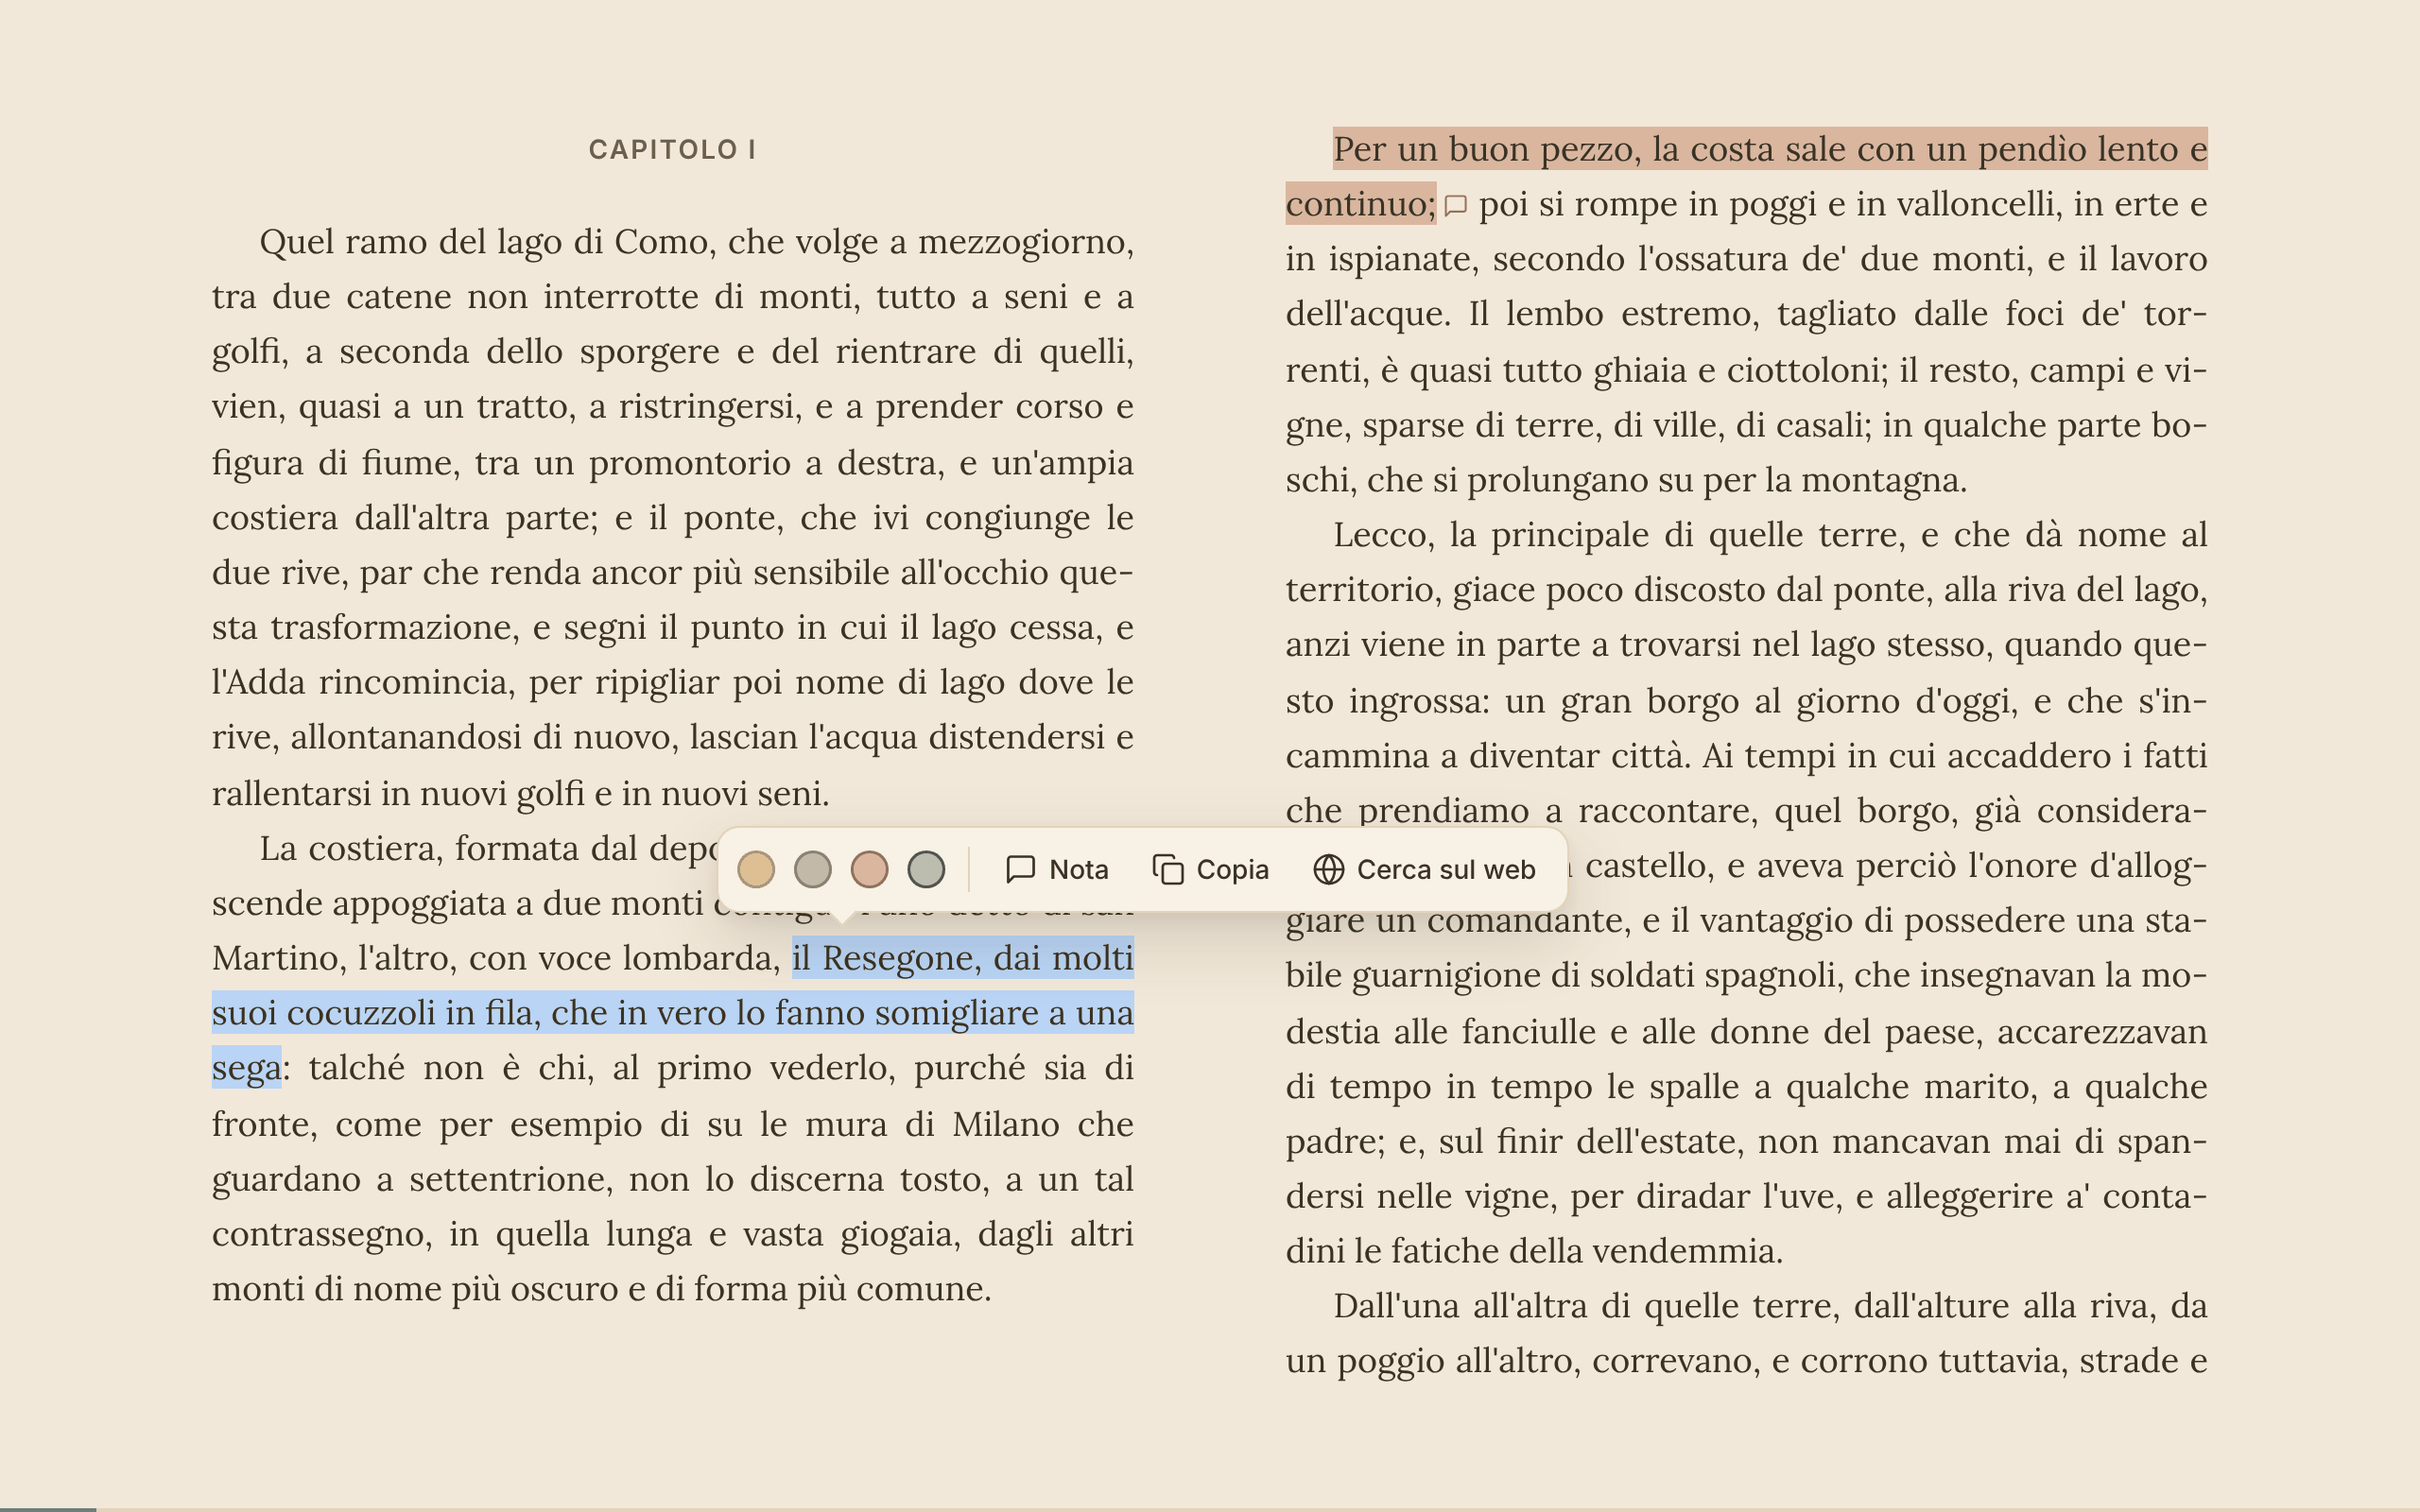 CAPITOLO I
Quel ramo del lago di Como, che volge a mezzogiorno,
tra due catene non interrotte di monti, tutto a seni e a
golfi, a seconda dello sporgere e del rientrare di quelli,
vien, quasi a un tratto, a ristringersi, e a prender corso e
figura di fiume, tra un promontorio a destra, e un'ampia
costiera dall'altra parte; e il ponte, che ivi congiunge le
due rive, par che renda ancor più sensibile all'occhio que-
sta trasformazione, e segni il punto in cui il lago cessa, e
l'Adda rincomincia, per ripigliar poi nome di lago dove le
rive, allontanandosi di nuovo, lascian l'acqua distendersi e
rallentarsi in nuovi golfi e in nuovi seni.
La costiera, formata dal
scende appoggiata a due monti
Martino, l'altro, con voce lombarda, il Resegone, dai molti
suoi cocuzzoli in fila, che in vero lo fanno somigliare a una
sega: talché non è chi, al primo vederlo, purché sia di
fronte, come per esempio di su le mura di Milano che
guardano a settentrione, non lo discerna tosto, a un tal
contrassegno, in quella lunga e vasta giogaia, dagli altri
monti di nome più oscuro e di forma più comune.
Nota
Copia
Cerca sul web
Per un buon pezzo, la costa sale con un pendìo lento e
continuo; poi si rompe in poggi e in valloncelli, in erte e
in ispianate, secondo l'ossatura de' due monti, e il lavoro
dell'acque. Il lembo estremo, tagliato dalle foci de' tor-
renti, è quasi tutto ghiaia e ciottoloni; il resto, campi e vi-
gne, sparse di terre, di ville, di casali; in qualche parte bo-
schi, che si prolungano su per la montagna.
Lecco, la principale di quelle terre, e che dà nome al
territorio, giace poco discosto dal ponte, alla riva del lago,
anzi viene in parte a trovarsi nel lago stesso, quando que-
sto ingrossa: un gran borgo al giorno d'oggi, e che s'in-
cammina a diventar città. Ai tempi in cui accaddero i fatti
che prendiamo a raccontare, quel borgo, già considera-
castello, e aveva perciò l'onore d'allog-
giare un comandante, e il vantaggio di possedere una sta-
bile guarnigione di soldati spagnoli, che insegnavan la mo-
destia alle fanciulle e alle donne del paese, accarezzavan
di tempo in tempo le spalle a qualche marito, a qualche
padre; e, sul finir dell'estate, non mancavan mai di span-
dersi nelle vigne, per diradar l'uve, e alleggerire a' conta-
dini le fatiche della vendemmia.
Dall'una all'altra di quelle terre, dall'alture alla riva, da
un poggio all'altro, correvano, e corrono tuttavia, strade e